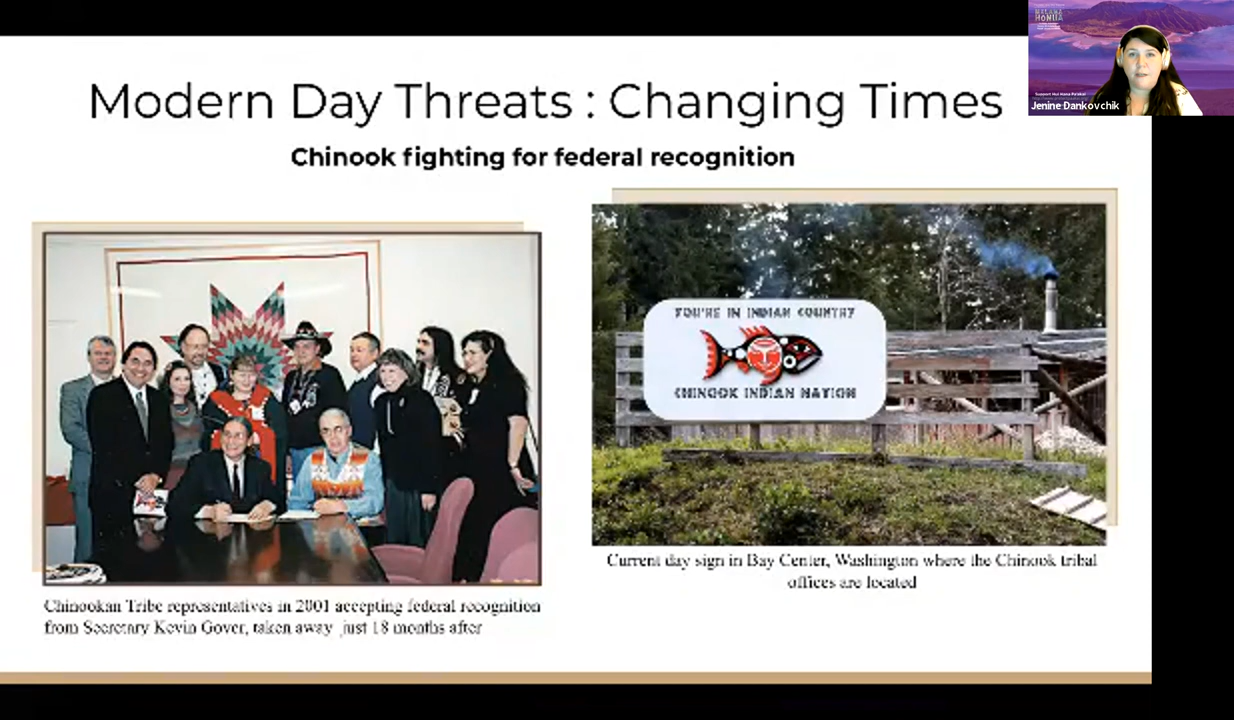 Modern Day Threats : Changing Times
Chinook fighting for federal recognition
YOU'RE IN INDIAN COUNTRY
CHINOOK INDIAN NATION
Chinookan Tribe representatives in 2001 accepting federal recognition
from Secretary Kevin Gover, taken away just 18 months after
Current day sign in Bay Center, Washington where the Chinook tribal
offices are located
Jenine Dankovchik